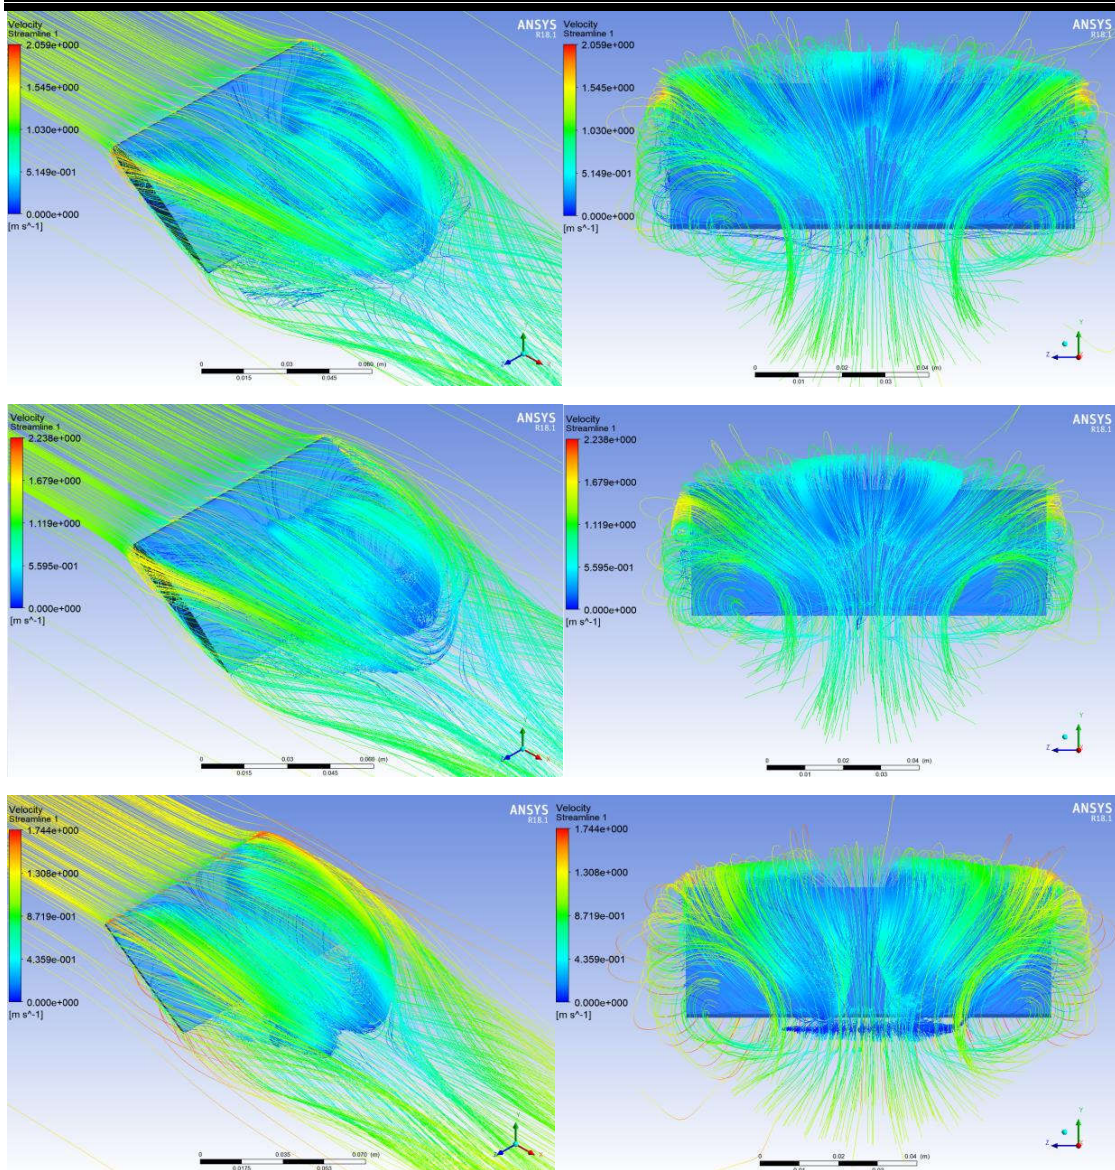 Velocity
Streamline 1
2.059e+000
1.545e+000
1.030e+000
5.149e-001
0.000e+000
[m s^-1]
ANSYS
R18.1
0 0.03 0.060 (m)
0.015 0.045
Velocity
Streamline 1
2.059e+000
1.545e+000
1.030e+000
5.149e-001
0.000e+000
[m s^-1]
ANSYS
R18.1
Y
Z
0 0.02 0.04 (m)
0.01 0.03
Velocity
Streamline 1
2.238e+000
1.679e+000
1.119e+000
5.595e-001
0.000e+000
[m s^-1]
ANSYS
R18.1
Y
X
0 0.03 0.060 (m)
0.015 0.045
Velocity
Streamline 1
2.238e+000
1.679e+000
1.119e+000
5.595e-001
0.000e+000
[m s^-1]
ANSYS
R18.1
Y
Z
0 0.02 0.04 (m)
0.01 0.03
Velocity
Streamline 1
1.744e+000
1.308e+000
8.719e-001
4.359e-001
0.000e+000
[m s^-1]
ANSYS
R18.1
Y
X
0 0.035 0.070 (m)
0.0175 0.053
Velocity
Streamline 1
1.744e+000
1.308e+000
8.719e-001
4.359e-001
0.000e+000
[m s^-1]
ANSYS
R18.1
Y
Z
0 0.02 0.04 (m)